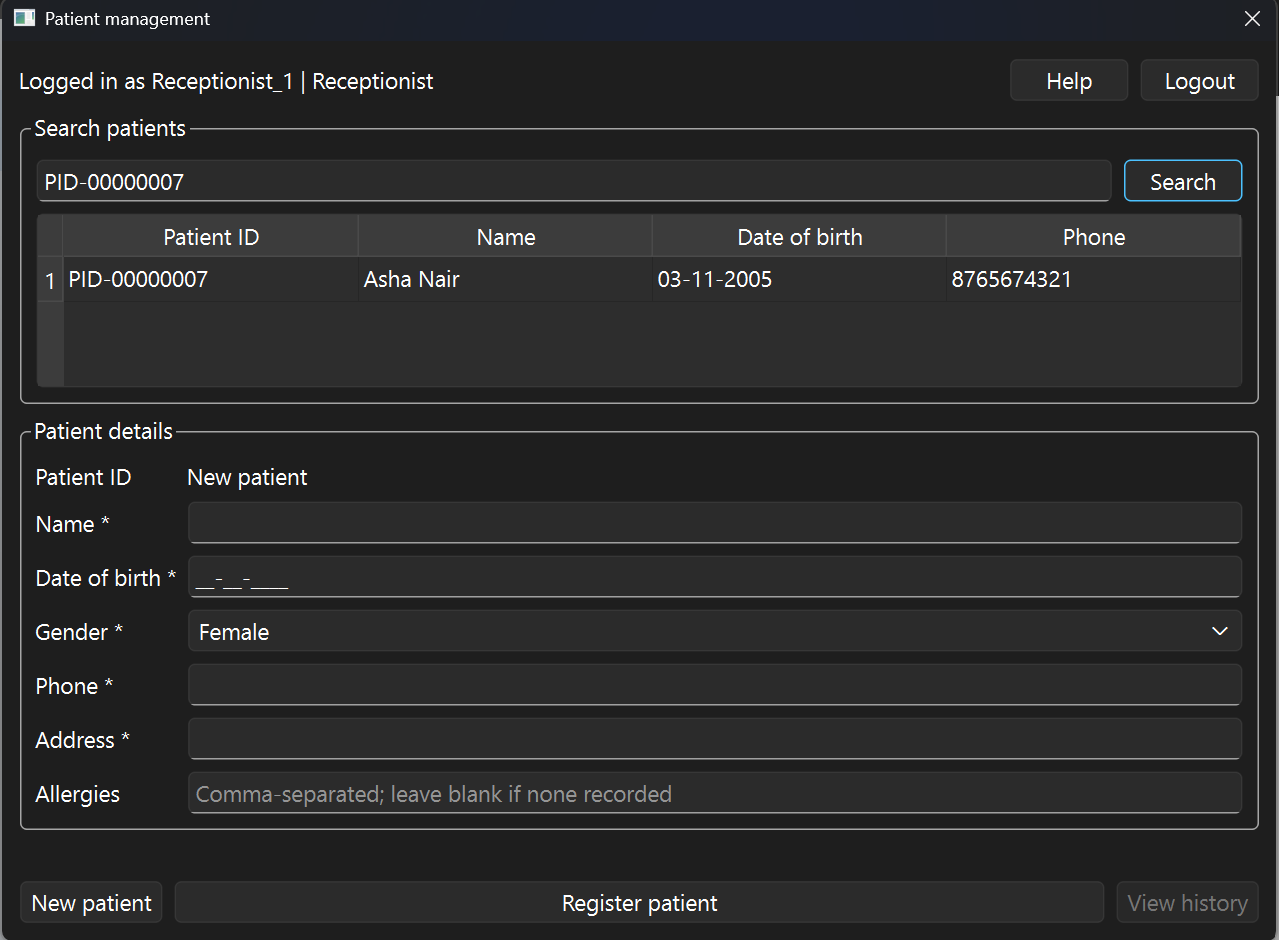 Patient management
Logged in as Receptionist_1 | Receptionist
Help
Logout
Search patients
PID-00000007
Search
Patient ID
Name
Date of birth
Phone
1
PID-00000007
Asha Nair
03-11-2005
8765674321
Patient details
Patient ID
New patient
Name *
Date of birth *
__-__-____
Gender *
Female
Phone *
Address *
Allergies
Comma-separated; leave blank if none recorded
New patient
Register patient
View history